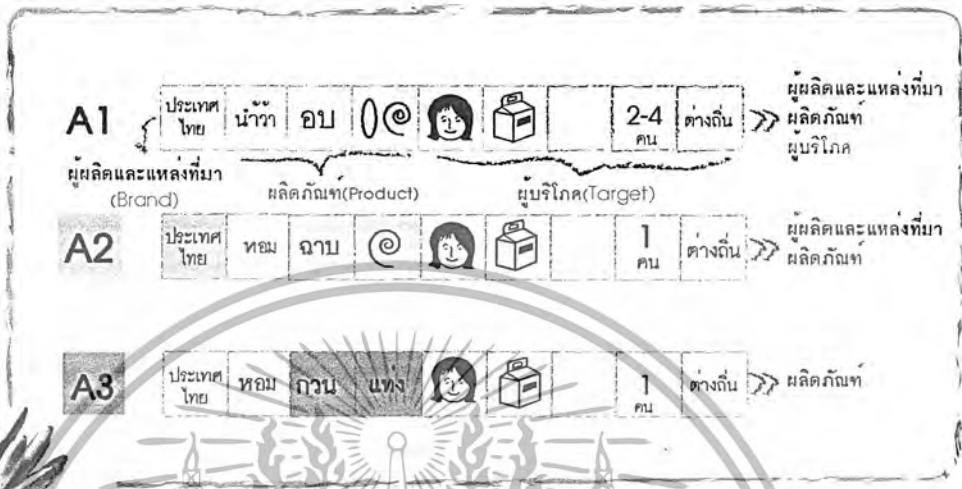 A1
ประเทศ
ไทย
น้ำว้า
อบ
2-4
คน
ต่างถิ่น
ผู้ผลิตและแหล่งที่มา
ผลิตภัณฑ์
ผู้บริโภค
ผู้ผลิตและแหล่งที่มา
(Brand)
ผลิตภัณฑ์(Product)
ผู้บริโภค(Target)
A2
ประเทศ
ไทย
หอม
ฉาบ
1
คน
ต่างถิ่น
ผู้ผลิตและแหล่งที่มา
ผลิตภัณฑ์
A3
ประเทศ
ไทย
หอม
กวน
แท่ง
1
คน
ต่างถิ่น
ผลิตภัณฑ์